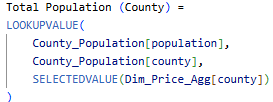 Total Population (County) =
LOOKUPVALUE(
County_Population[population],
County_Population[county],
SELECTEDVALUE(Dim_Price_Agg[county])
)